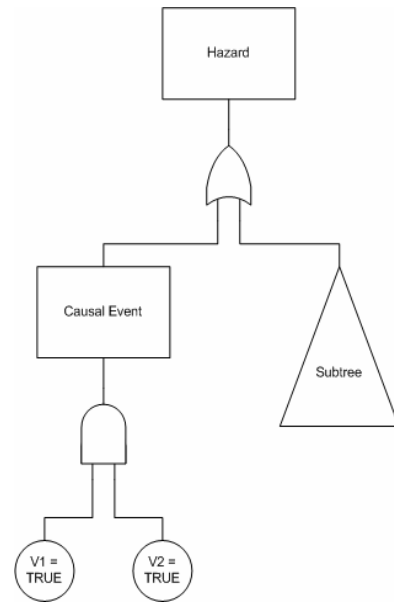 Hazard
Causal Event
Subtree
V1 =
TRUE
V2 =
TRUE